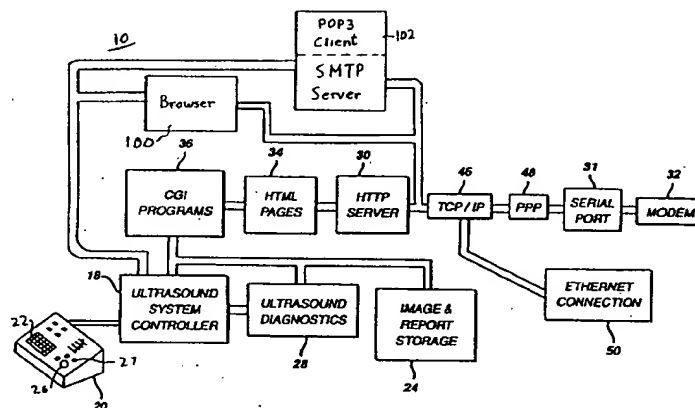 10
POP3
Client
102
SMTP
Server
Browser
100
36
34
30
46
48
31
32
CGI
PROGRAMS
HTML
PAGES
HTTP
SERVER
TCP / IP
PPP
SERIAL
PORT
MODEM
18
ULTRASOUND
SYSTEM
CONTROLLER
ULTRASOUND
DIAGNOSTICS
IMAGE &
REPORT
STORAGE
ETHERNET
CONNECTION
22
28
24
50
26
27
20